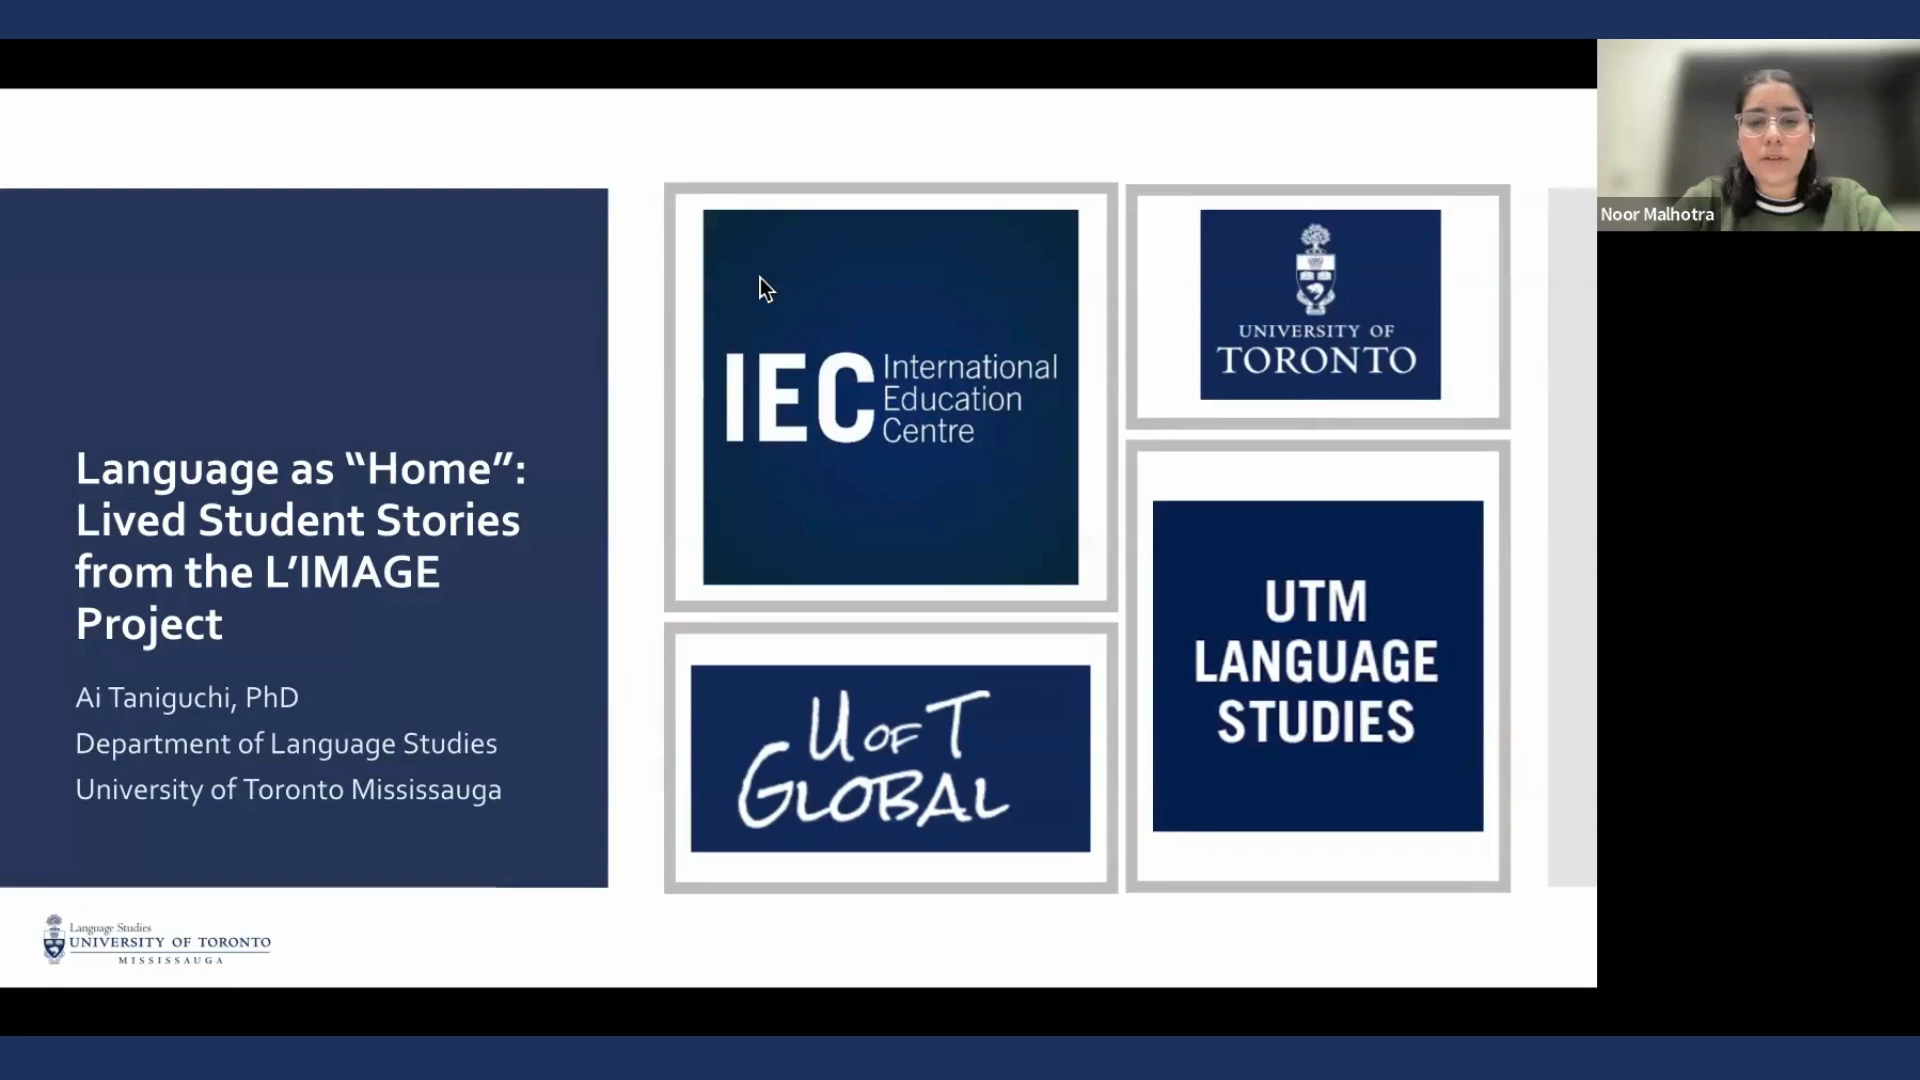 Language as “Home”:
Lived Student Stories
from the L’IMAGE
Project
Ai Taniguchi, PhD
Department of Language Studies
University of Toronto Mississauga
IEC International
Education
Centre
UNIVERSITY OF
TORONTO
U OF T
GLOBAL
UTM
LANGUAGE
STUDIES
Language Studies
UNIVERSITY OF TORONTO
MISSISSAUGA
Noor Malhotra